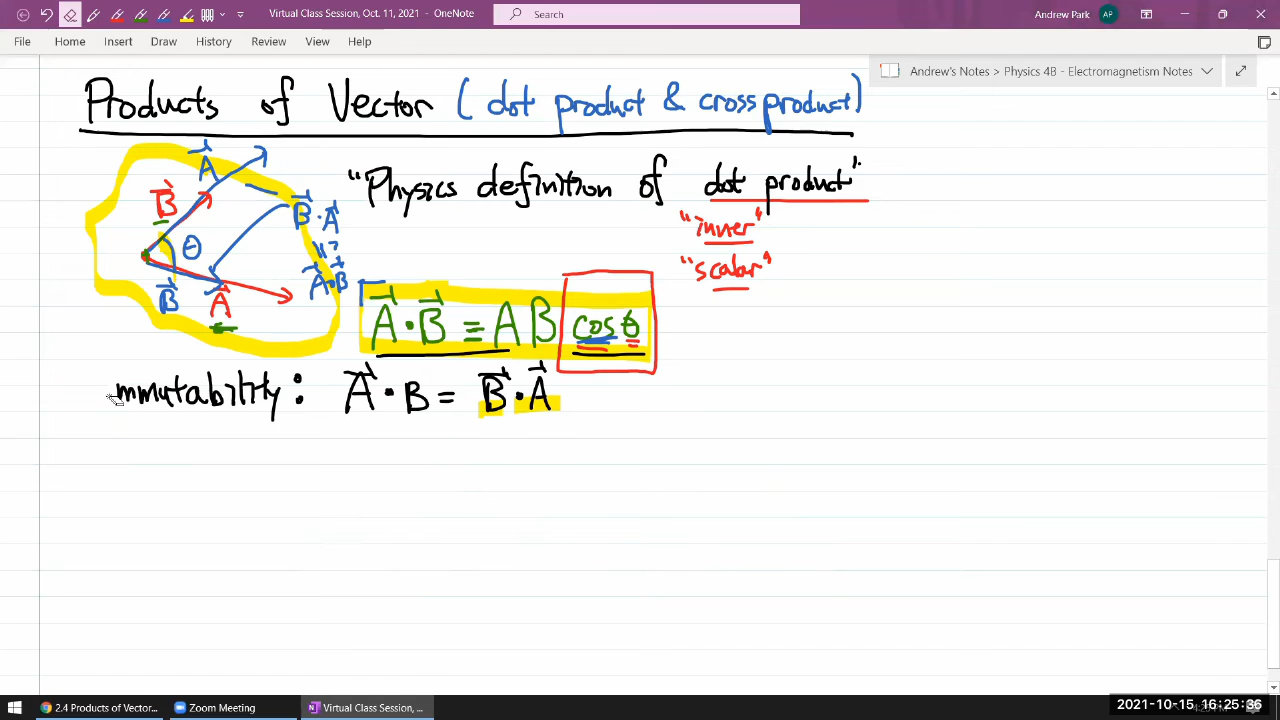 Virtual Class Session, Oct. 11, 2021 - OneNote
Search
Andrew Park
AP
File Home Insert Draw History Review View Help
Andrew's Notes > Physics 4B - Electromagnetism Notes
Products of Vector (dot product & cross product)
"Physics definition of dot product"
"inner"
"scalar"
A⃗
B⃗
θ
B⃗ · A⃗
=?
A⃗ · B⃗
B⃗
A⃗
A⃗ · B⃗ = A B cos θ
mmutability : A⃗ · B = B⃗ · A⃗
2.4 Products of Vector...
Zoom Meeting
Virtual Class Session, ...
2021-10-15 16:25:36